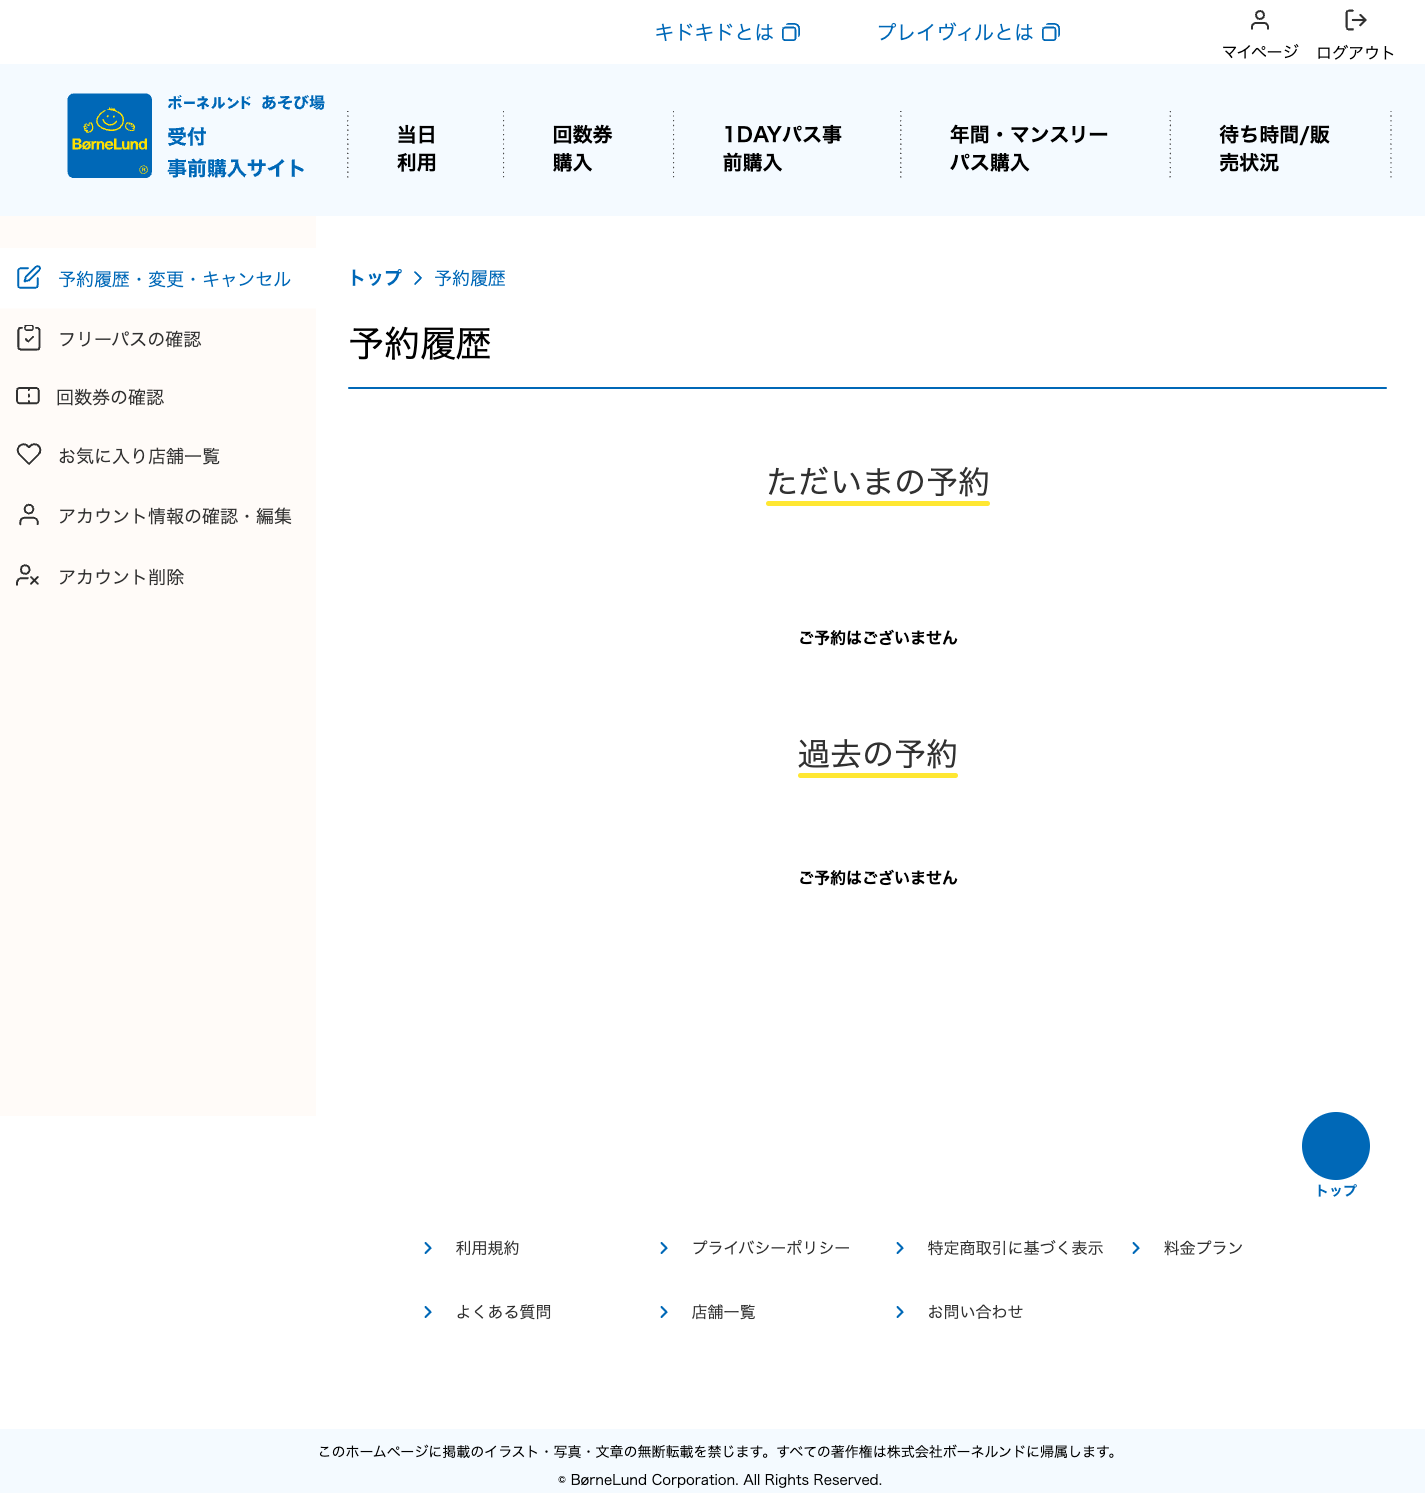 キドキドとは
プレイヴィルとは
マイページ
ログアウト
BørneLund
®
ボーネルンド あそび場
受付
事前購入サイト
当日
利用
回数券
購入
1DAYパス事
前購入
年間・マンスリー
パス購入
待ち時間/販
売状況
予約履歴・変更・キャンセル
フリーパスの確認
回数券の確認
お気に入り店舗一覧
アカウント情報の確認・編集
アカウント削除
トップ
予約履歴
予約履歴
ただいまの予約
ご予約はございません
過去の予約
ご予約はございません
トップ
利用規約
プライバシーポリシー
特定商取引に基づく表示
料金プラン
よくある質問
店舗一覧
お問い合わせ
このホームページに掲載のイラスト・写真・文章の無断転載を禁じます。すべての著作権は株式会社ボーネルンドに帰属します。
© BørneLund Corporation. All Rights Reserved.